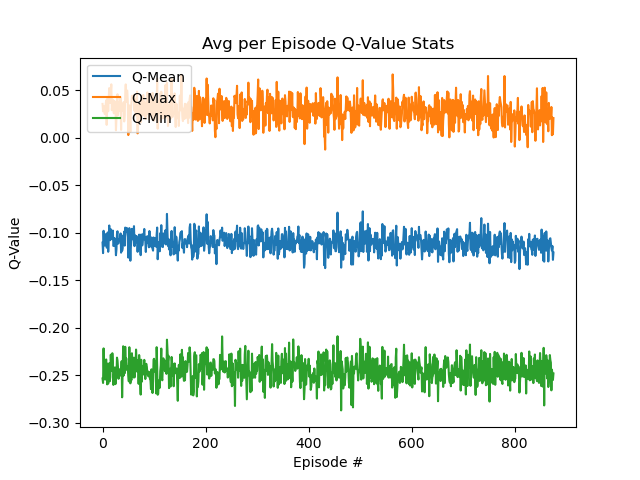 Avg per Episode Q-Value Stats
Q-Mean
Q-Max
Q-Min
0.05
0.00
−0.05
−0.10
−0.15
−0.20
−0.25
−0.30
Q-Value
0 200 400 600 800
Episode #